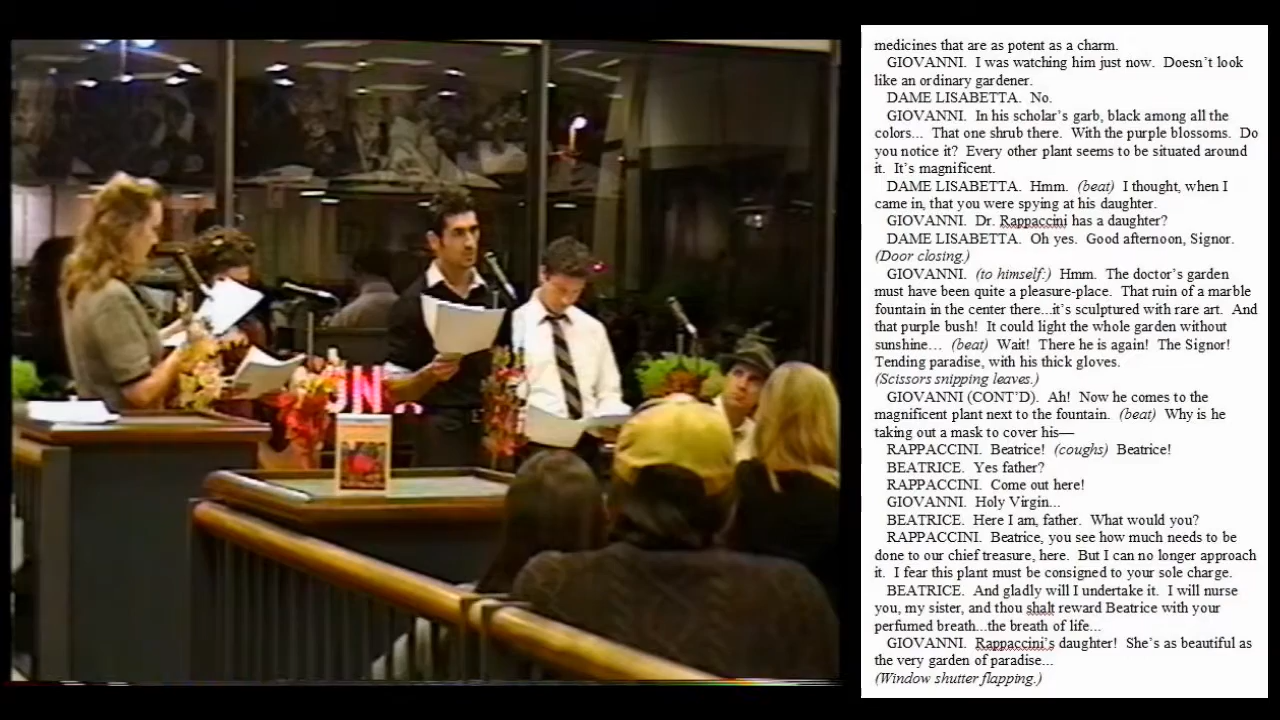 medicines that are as potent as a charm.
GIOVANNI. I was watching him just now. Doesn't look
like an ordinary gardener.
DAME LISABETTA. No.
GIOVANNI. In his scholar's garb, black among all the
colors... That one shrub there. With the purple blossoms. Do
you notice it? Every other plant seems to be situated around
it. It's magnificent.
DAME LISABETTA. Hmm. (beat) I thought, when I
came in, that you were spying at his daughter.
GIOVANNI. Dr. Rappaccini has a daughter?
DAME LISABETTA. Oh yes. Good afternoon, Signor.
(Door closing.)
GIOVANNI. (to himself:) Hmm. The doctor's garden
must have been quite a pleasure-place. That ruin of a marble
fountain in the center there...it's sculptured with rare art. And
that purple bush! It could light the whole garden without
sunshine... (beat) Wait! There he is again! The Signor!
Tending paradise, with his thick gloves.
(Scissors snipping leaves.)
GIOVANNI (CONT'D). Ah! Now he comes to the
magnificent plant next to the fountain. (beat) Why is he
taking out a mask to cover his—
RAPPACCINI. Beatrice! (coughs) Beatrice!
BEATRICE. Yes father?
RAPPACCINI. Come out here!
GIOVANNI. Holy Virgin...
BEATRICE. Here I am, father. What would you?
RAPPACCINI. Beatrice, you see how much needs to be
done to our chief treasure, here. But I can no longer approach
it. I fear this plant must be consigned to your sole charge.
BEATRICE. And gladly will I undertake it. I will nurse
you, my sister, and thou shalt reward Beatrice with your
perfumed breath...the breath of life...
GIOVANNI. Rappaccini's daughter! She's as beautiful as
the very garden of paradise...
(Window shutter flapping.)